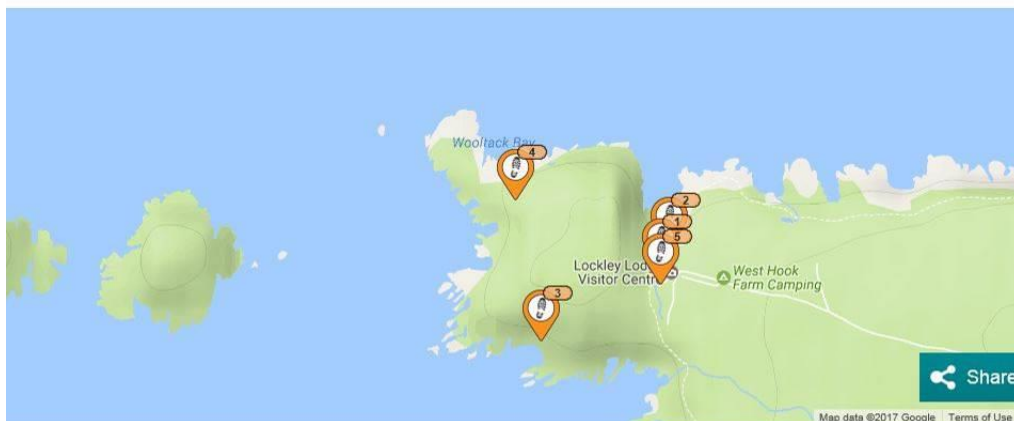 Wooltack Bay
4
2
1
5
Lockley Lod
Visitor Centre
West Hook
Farm Camping
3
Share
Map data ©2017 Google
Terms of Use